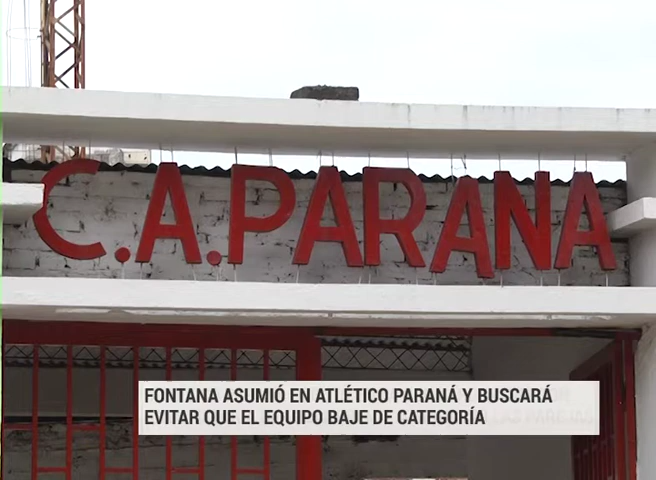 C.A.PARANA
FONTANA ASUMIÓ EN ATLÉTICO PARANÁ Y BUSCARÁ
EVITAR QUE EL EQUIPO BAJE DE CATEGORÍA